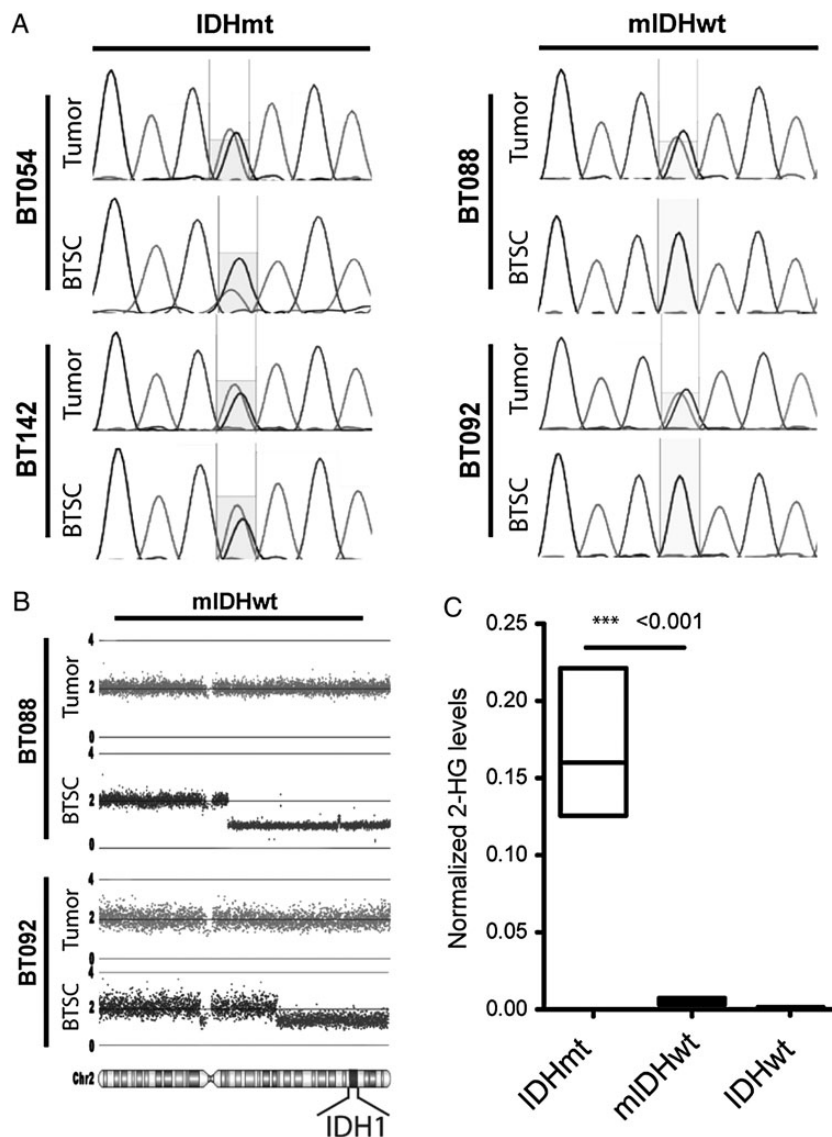 A
IDHmt
mIDHwt
BT054
Tumor
BTSC
BT142
Tumor
BTSC
BT088
Tumor
BTSC
BT092
Tumor
BTSC
B
mIDHwt
BT088
Tumor
4
2
0
BTSC
4
2
0
BT092
Tumor
4
2
0
BTSC
4
2
0
Chr2
IDH1
C
*** <0.001
Normalized 2-HG levels
0.25
0.20
0.15
0.10
0.05
0.00
IDHmt
mIDHwt
IDHwt